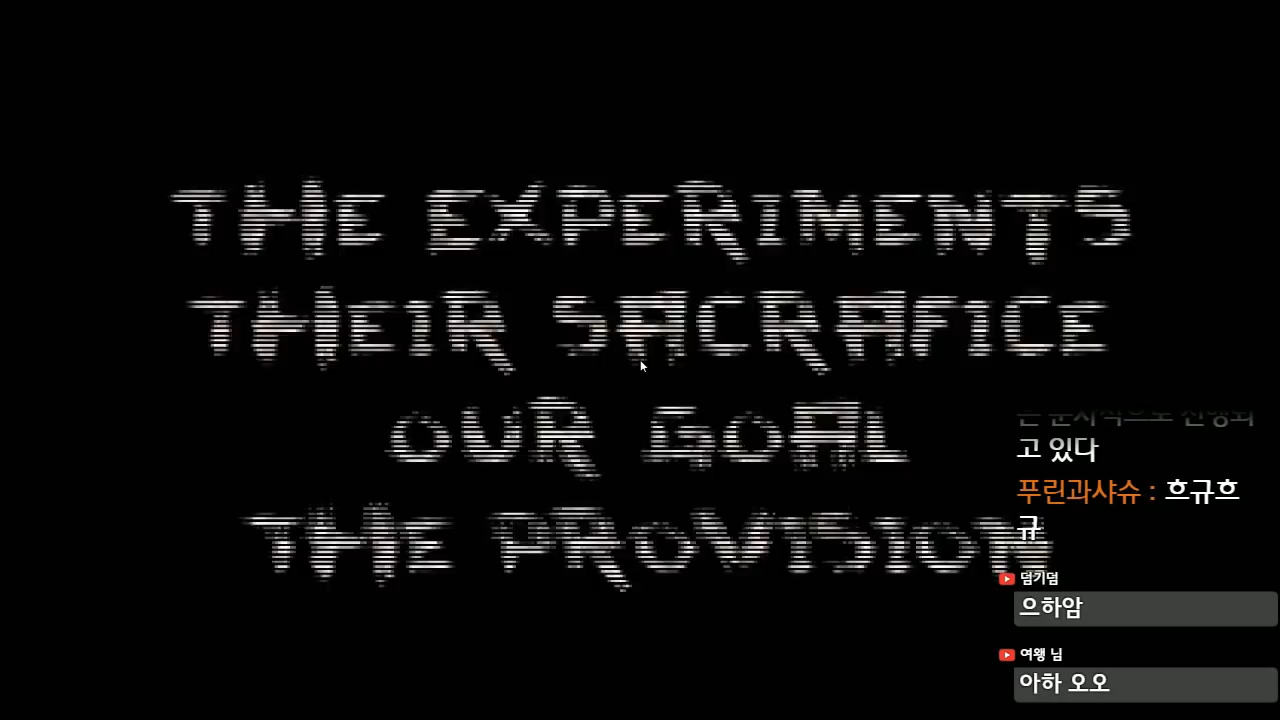 THE EXPERIMENTS
THEIR SACRAFICE
OUR GOAL
THE PROVISION
고 있다
푸린과샤슈 : 흐규흐
규
덤기덤
으하암
여왱 님
아하 오오